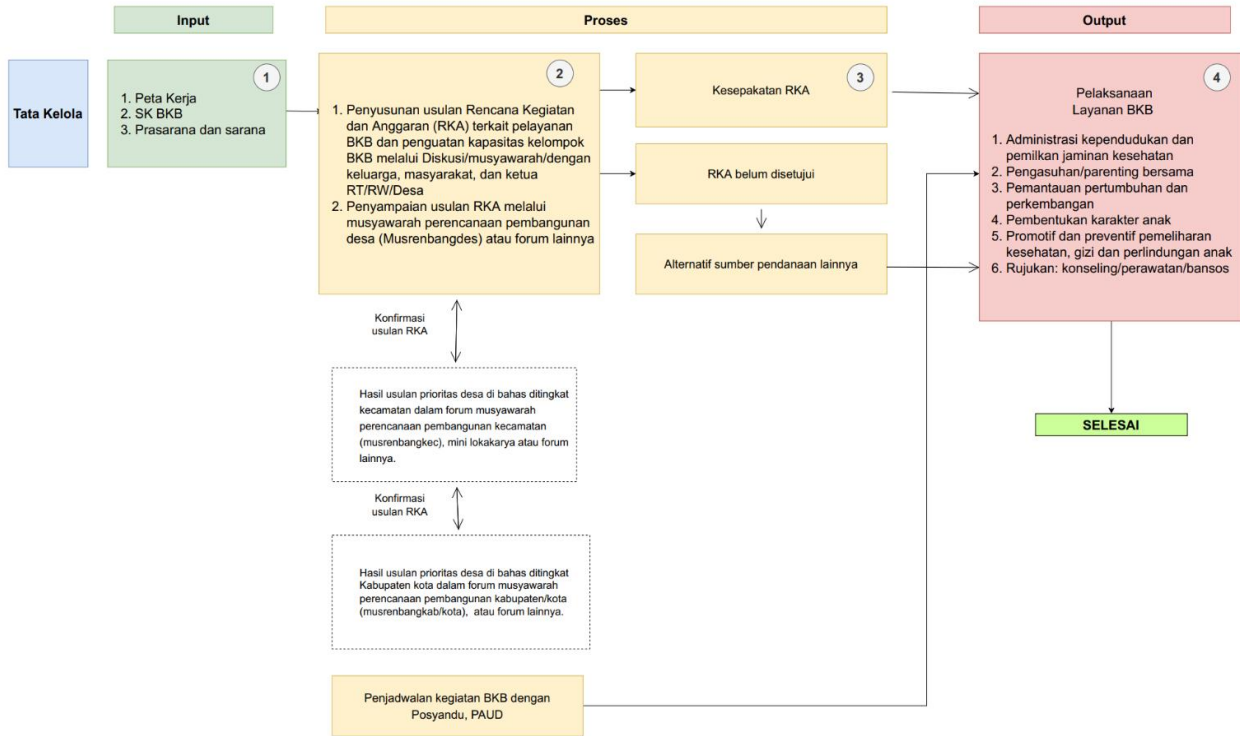 Input
Proses
Output
Tata Kelola
1
1. Peta Kerja
2. SK BKB
3. Prasarana dan sarana
2
1. Penyusunan usulan Rencana Kegiatan
dan Anggaran (RKA) terkait pelayanan
BKB dan penguatan kapasitas kelompok
BKB melalui Diskusi/musyawarah/dengan
keluarga, masyarakat, dan ketua
RT/RW/Desa
2. Penyampaian usulan RKA melalui
musyawarah perencanaan pembangunan
desa (Musrenbangdes) atau forum lainnya
3
Kesepakatan RKA
RKA belum disetujui
Alternatif sumber pendanaan lainnya
4
Pelaksanaan
Layanan BKB
1. Administrasi kependudukan dan
pemilkan jaminan kesehatan
2. Pengasuhan/parenting bersama
3. Pemantauan pertumbuhan dan
perkembangan
4. Pembentukan karakter anak
5. Promotif dan preventif pemeliharan
kesehatan, gizi dan perlindungan anak
6. Rujukan: konseling/perawatan/bansos
Konfirmasi
usulan RKA
Hasil usulan prioritas desa di bahas ditingkat
kecamatan dalam forum musyawarah
perencanaan pembangunan kecamatan
(musrenbangkec), mini lokakarya atau forum
lainnya.
SELESAI
Konfirmasi
usulan RKA
Hasil usulan prioritas desa di bahas ditingkat
Kabupaten kota dalam forum musyawarah
perencanaan pembangunan kabupaten/kota
(musrenbangkab/kota), atau forum lainnya.
Penjadwalan kegiatan BKB dengan
Posyandu, PAUD